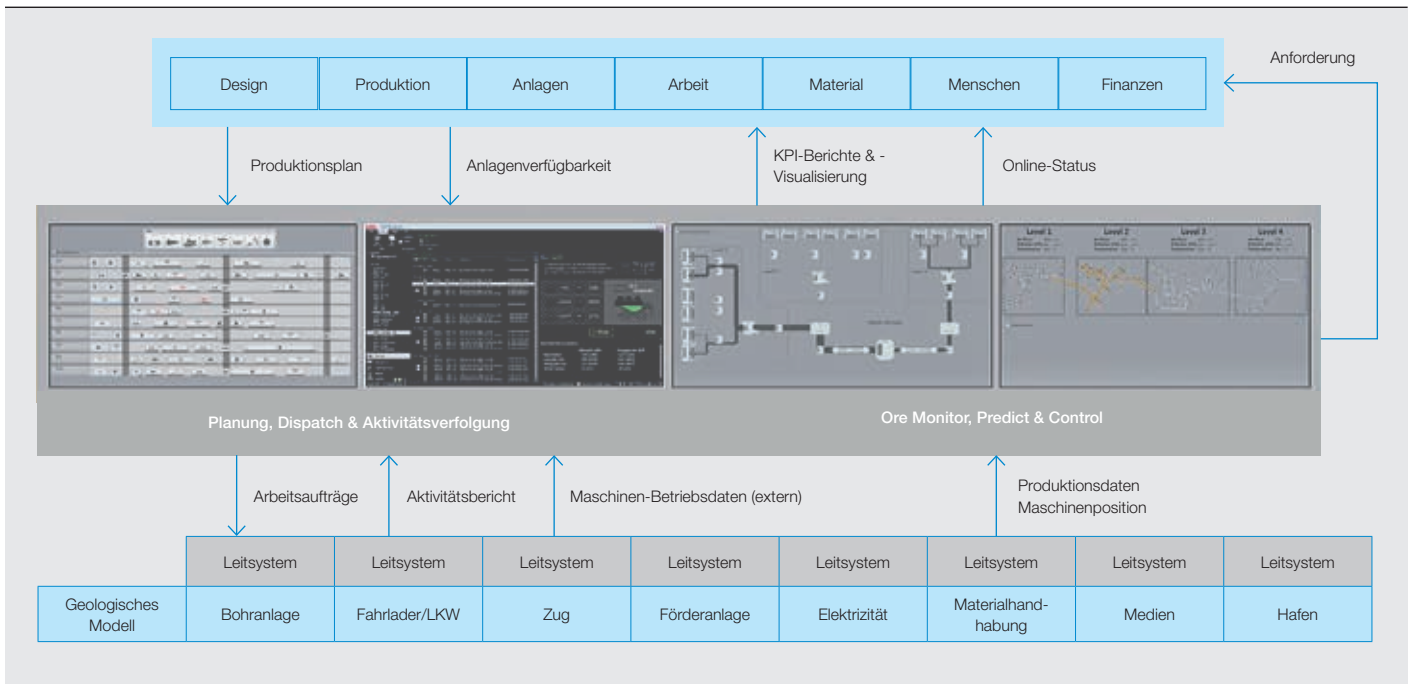 Anforderung
Design
Produktion
Anlagen
Arbeit
Material
Menschen
Finanzen
Produktionsplan
Anlagenverfügbarkeit
KPI-Berichte & -
Visualisierung
Online-Status
Level 1
Level 2
Level 3
Level 4
Planung, Dispatch & Aktivitätsverfolgung
Ore Monitor, Predict & Control
Arbeitsaufträge
Aktivitätsbericht
Maschinen-Betriebsdaten (extern)
Produktionsdaten
Maschinenposition
Leitsystem
Leitsystem
Leitsystem
Leitsystem
Leitsystem
Leitsystem
Leitsystem
Leitsystem
Geologisches
Modell
Bohranlage
Fahrlader/LKW
Zug
Förderanlage
Elektrizität
Materialhand-
habung
Medien
Hafen